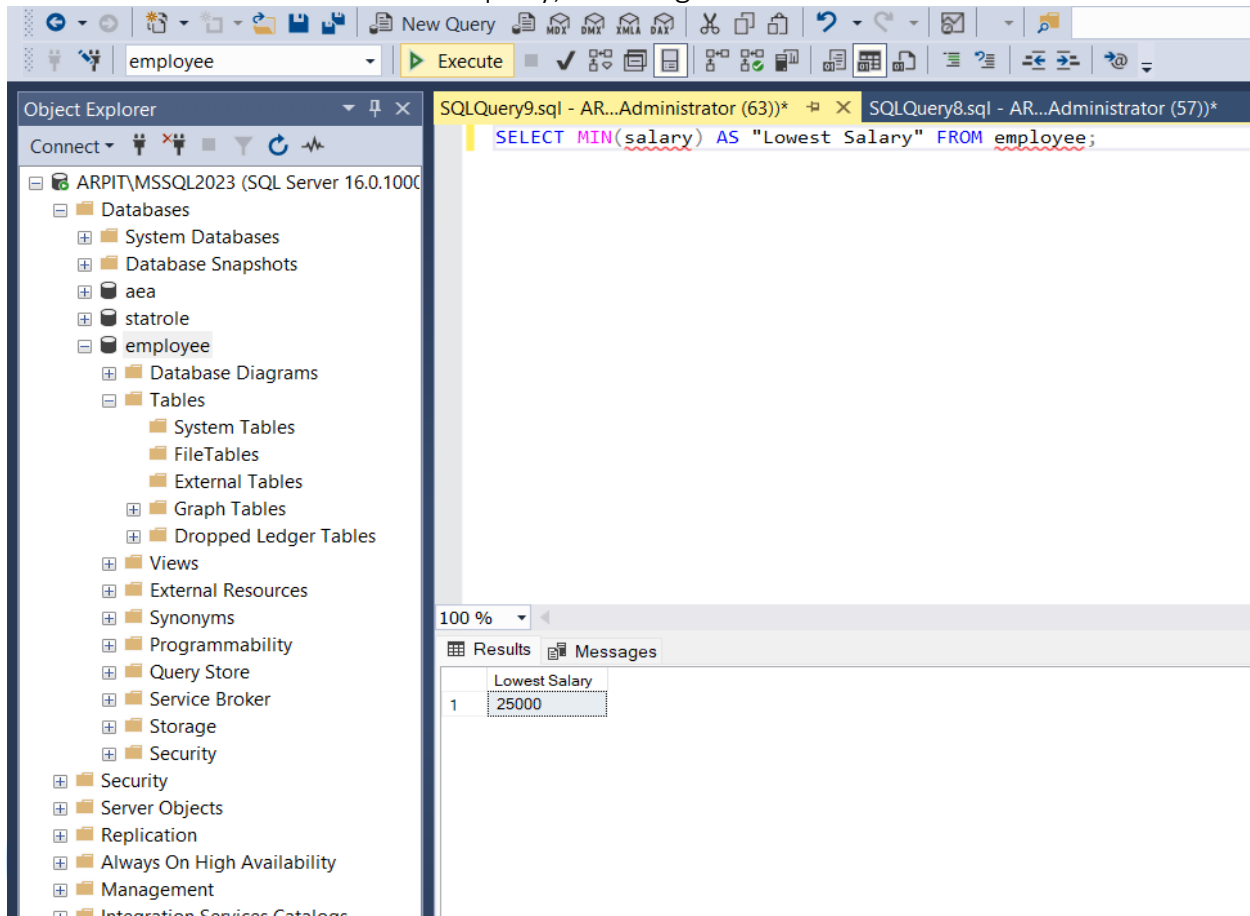 New Query
MDX DMX XMLA DAX
employee
Execute
Object Explorer
Connect
ARPIT\MSSQL2023 (SQL Server 16.0.1000
Databases
System Databases
Database Snapshots
aea
statrole
employee
Database Diagrams
Tables
System Tables
FileTables
External Tables
Graph Tables
Dropped Ledger Tables
Views
External Resources
Synonyms
Programmability
Query Store
Service Broker
Storage
Security
Security
Server Objects
Replication
Always On High Availability
Management
Integration Services Catalogs
SQLQuery9.sql - AR...Administrator (63))*
SQLQuery8.sql - AR...Administrator (57))*
SELECT MIN(salary) AS "Lowest Salary" FROM employee;
100 %
Results
Messages
Lowest Salary
1 25000